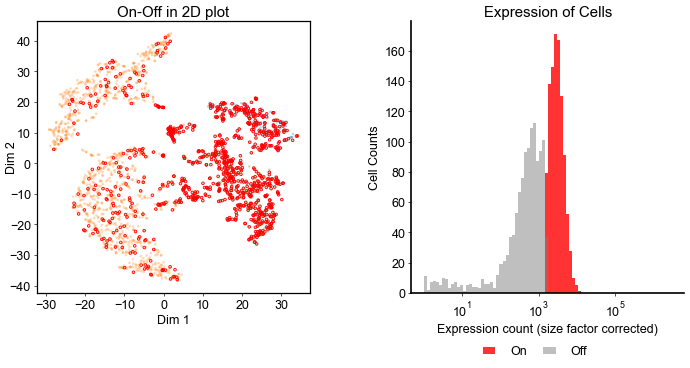 On-Off in 2D plot
Dim 2
40
30
20
10
0
−10
−20
−30
−40
−30 −20 −10 0 10 20 30
Dim 1
Expression of Cells
Cell Counts
160
140
120
100
80
60
40
20
0
10^1 10^3 10^5
Expression count (size factor corrected)
On Off